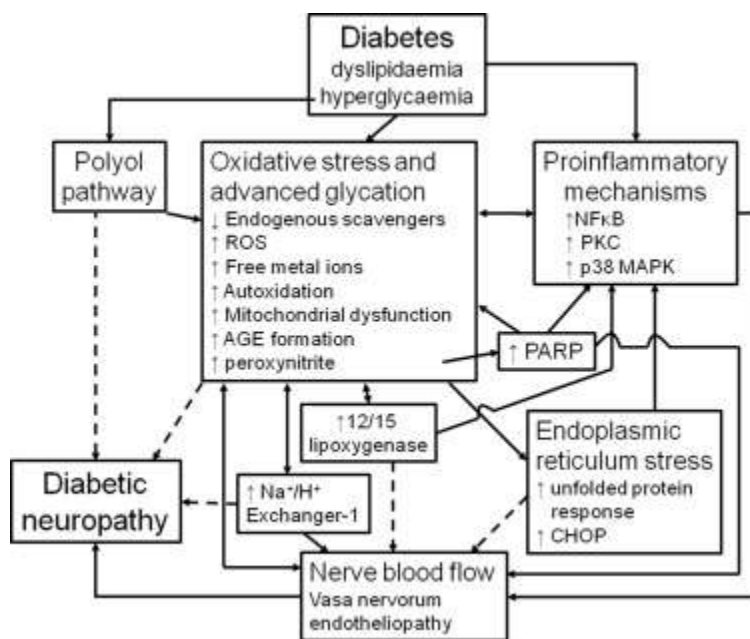 Diabetes
dyslipidaemia
hyperglycaemia
Polyol
pathway
Oxidative stress and
advanced glycation
↓ Endogenous scavengers
↑ ROS
↑ Free metal ions
↑ Autoxidation
↑ Mitochondrial dysfunction
↑ AGE formation
↑ peroxynitrite
Proinflammatory
mechanisms
↑NFκB
↑ PKC
↑ p38 MAPK
↑ PARP
↑12/15
lipoxygenase
Endoplasmic
reticulum stress
↑ unfolded protein
response
↑ CHOP
Diabetic
neuropathy
↑ Na⁺/H⁺
Exchanger-1
Nerve blood flow
Vasa nervorum
endotheliopathy